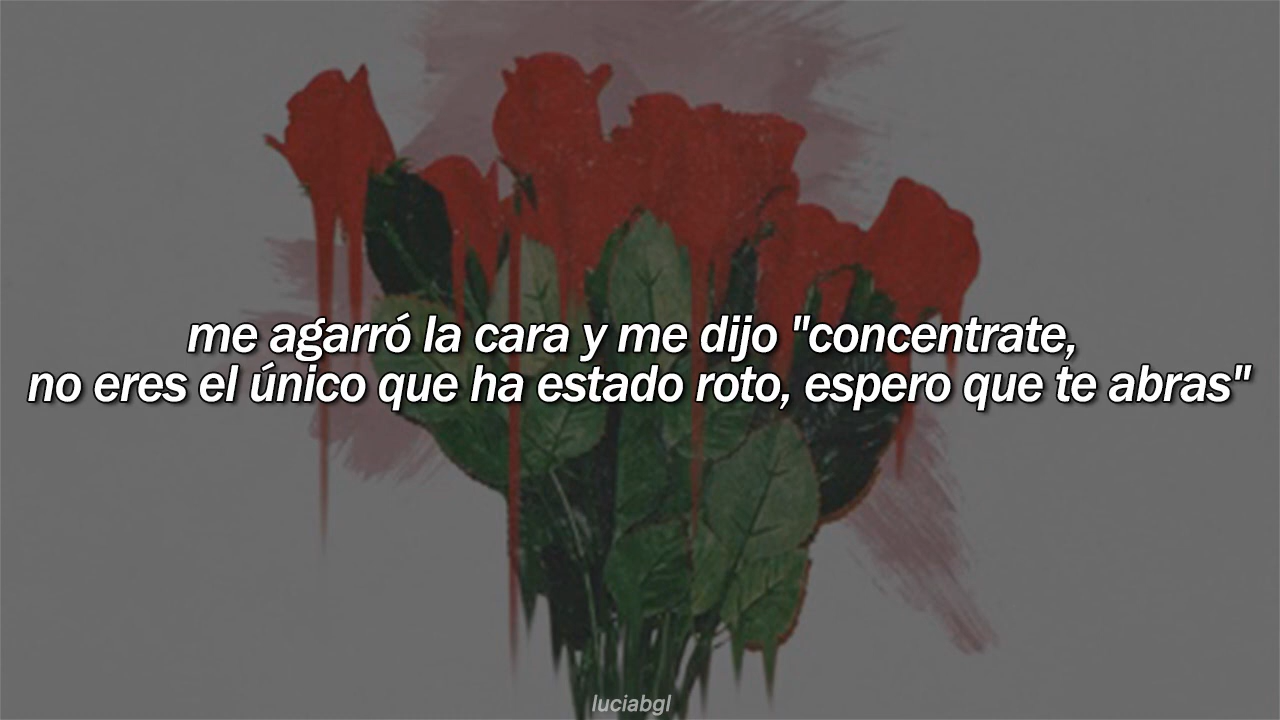 me agarró la cara y me dijo "concentrate,
no eres el único que ha estado roto, espero que te abras"
luciabgl